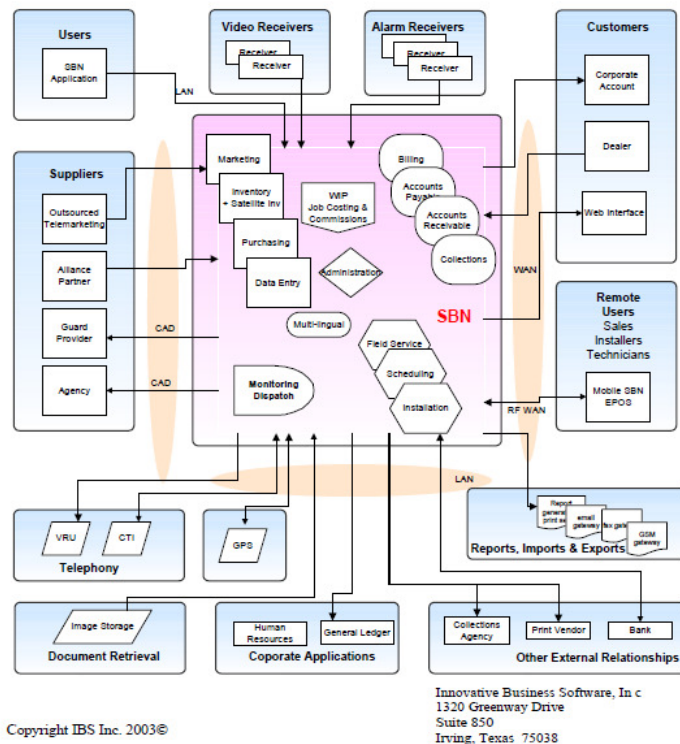 Users
SBN
Application
LAN
Video Receivers
Receiver
Receiver
Alarm Receivers
Receiver
Receiver
Customers
Corporate
Account
Dealer
Web Interface
WAN
Suppliers
Outsourced
Telemarketing
Alliance
Partner
Guard
Provider
Agency
CAD
CAD
Marketing
Inventory
+ Satellite Inv
Purchasing
Data Entry
WIP
Job Costing &
Commissions
Administration
Multi-lingual
Monitoring
Dispatch
Billing
Accounts
Payable
Accounts
Receivable
Collections
SBN
Field Service
Scheduling
Installation
Remote
Users
Sales
Installers
Technicians
Mobile SBN
EPOS
RF WAN
LAN
VRU
CTI
Telephony
GPS
Report
email
gateway
GSM
gateway
Reports, Imports & Exports
Image Storage
Document Retrieval
Human
Resources
General Ledger
Coporate Applications
Collections
Agency
Print Vendor
Bank
Other External Relationships
Innovative Business Software, In c
1320 Greenway Drive
Suite 850
Irving, Texas 75038
Copyright IBS Inc. 2003©